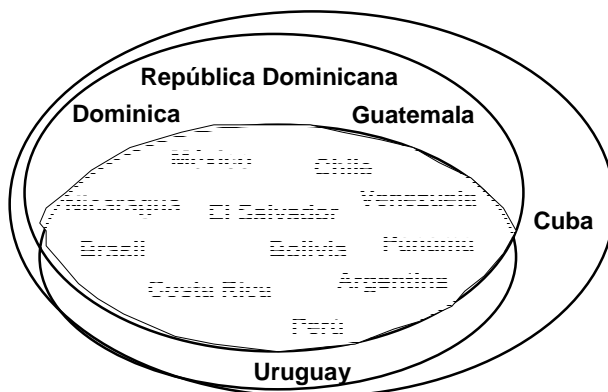 República Dominicana
Dominica Guatemala
México Chile
Nicaragua El Salvador Venezuela
Cuba
Brasil Bolivia Panamá
Costa Rica Argentina
Perú
Uruguay